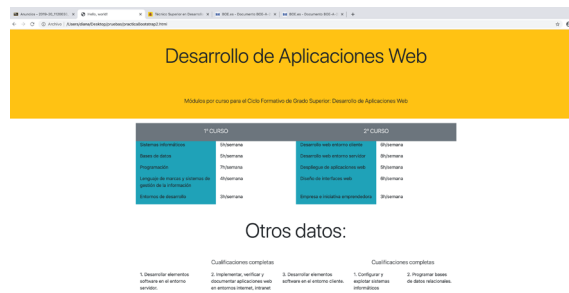 Hello, world!
Archivo
Desarrollo de Aplicaciones Web
Módulos por curso para el Ciclo Formativo de Grado Superior: Desarrollo de Aplicaciones Web
1º CURSO 2º CURSO
Sistemas informáticos 5h/semana Desarrollo web entorno cliente 6h/semana
Bases de datos 5h/semana Desarrollo web entorno servidor 8h/semana
Programación 7h/semana Despliegue de aplicaciones web 5h/semana
Lenguaje de marcas y sistemas de 4h/semana Diseño de interfaces web 6h/semana
gestión de la información
Entornos de desarrollo 3h/semana Empresa e iniciativa emprendedora 3h/semana
Otros datos:
Cualificaciones completas Cualificaciones completas
1. Desarrollar elementos 2. Implementar, verificar y 3. Desarrollar elementos 1. Configurar y 2. Programar bases
software en el entorno documentar aplicaciones web software en el entorno cliente. explotar sistemas de datos relacionales.
servidor. en entornos internet, intranet informáticos